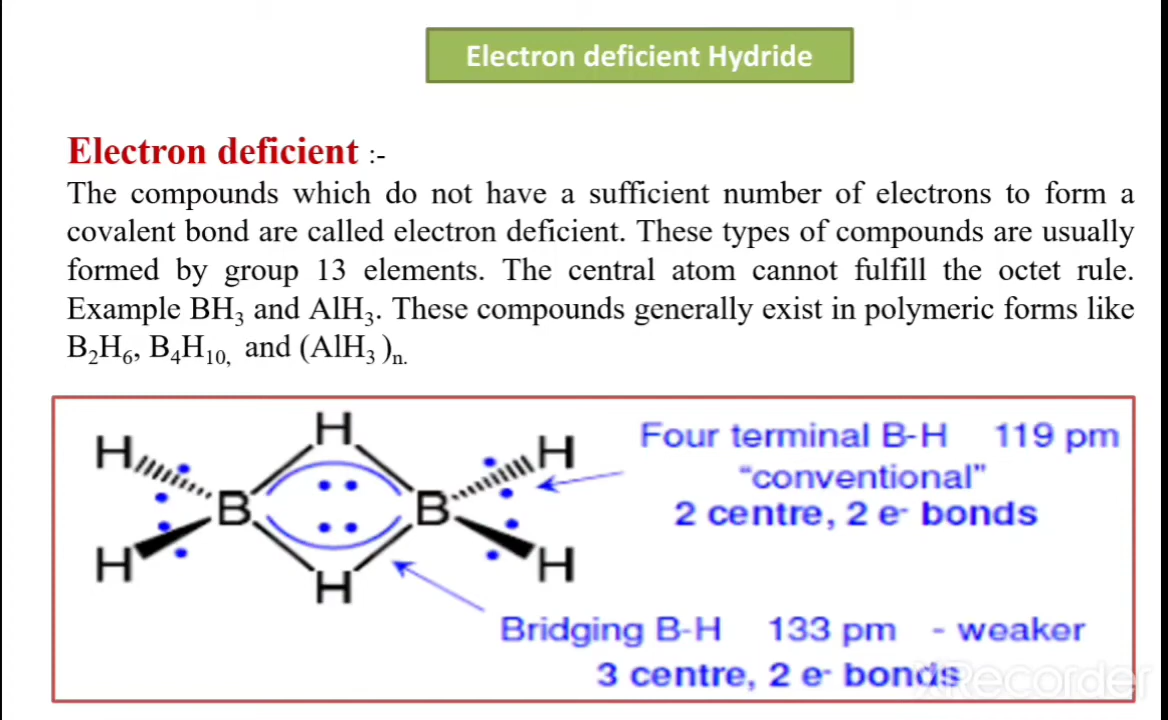 Electron deficient Hydride
Electron deficient :-
The compounds which do not have a sufficient number of electrons to form a
covalent bond are called electron deficient. These types of compounds are usually
formed by group 13 elements. The central atom cannot fulfill the octet rule.
Example BH₃ and AlH₃. These compounds generally exist in polymeric forms like
B₂H₆, B₄H₁₀, and (AlH₃ )n.
H H H
B B
H H H
Four terminal B-H 119 pm
"conventional"
2 centre, 2 e⁻ bonds
Bridging B-H 133 pm - weaker
3 centre, 2 e⁻ bonds
XRecorder